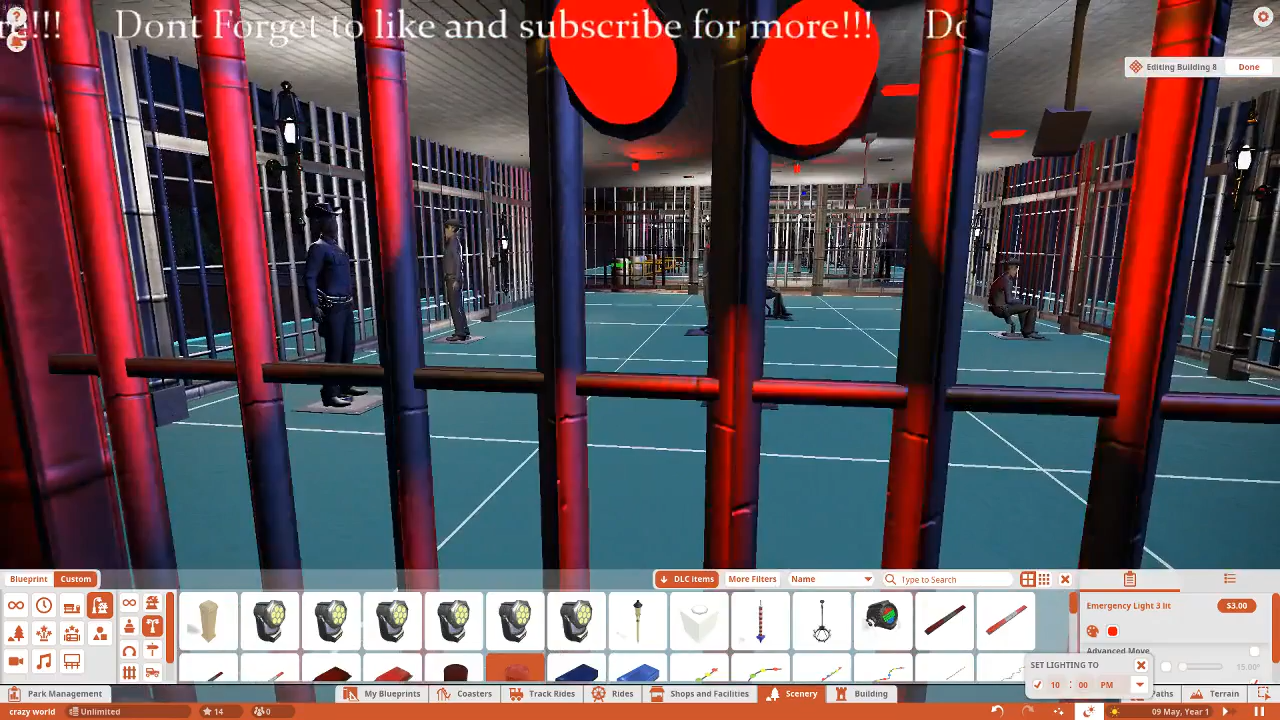 re!!! Dont Forget to like and subscribe for more!!! Do
Editing Building 8 Done
Blueprint Custom
DLC Items More Filters Name Type to Search
Emergency Light 3 lit $3.00
Advanced Move
SET LIGHTING TO
15.00°
10 : 00 PM
Park Management My Blueprints Coasters Track Rides Rides Shops and Facilities Scenery Building Paths Terrain
crazy world Unlimited 14 0 09 May, Year 1